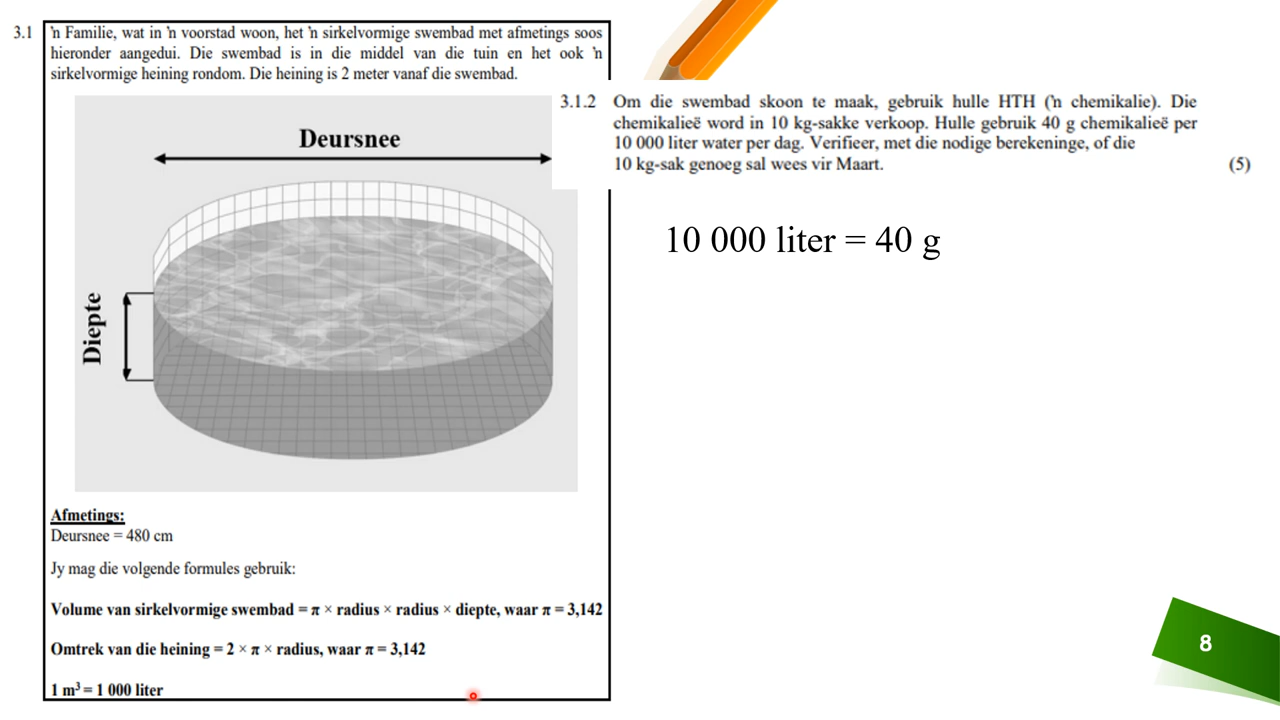 3.1 'n Familie, wat in 'n voorstad woon, het 'n sirkelvormige swembad met afmetings soos
hieronder aangedui. Die swembad is in die middel van die tuin en het ook 'n
sirkelvormige heining rondom. Die heining is 2 meter vanaf die swembad.
Deursnee
Diepte
Afmetings:
Deursnee = 480 cm
Jy mag die volgende formules gebruik:
Volume van sirkelvormige swembad = π × radius × radius × diepte, waar π = 3,142
Omtrek van die heining = 2 × π × radius, waar π = 3,142
1 m³ = 1 000 liter
3.1.2 Om die swembad skoon te maak, gebruik hulle HTH ('n chemikalie). Die
chemikalieë word in 10 kg-sakke verkoop. Hulle gebruik 40 g chemikalieë per
10 000 liter water per dag. Verifieer, met die nodige berekeninge, of die
10 kg-sak genoeg sal wees vir Maart. (5)
10 000 liter = 40 g
8